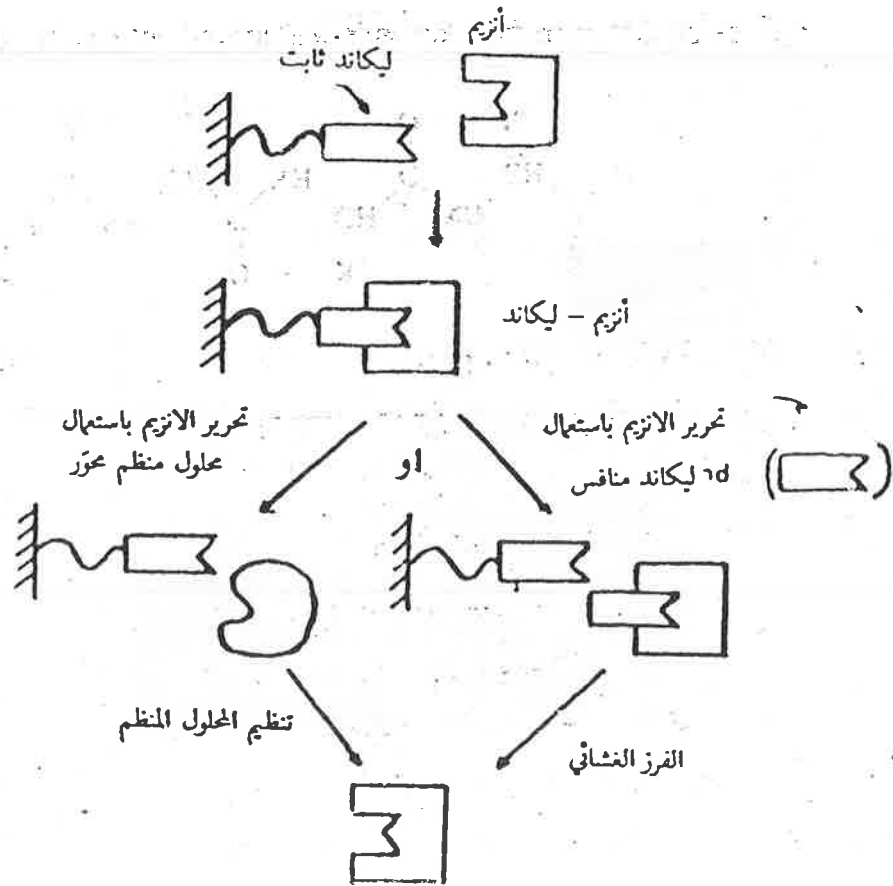 أنزيم
ليكاند ثابت
أنزيم - ليكاند
تحرير الانزيم باستعمال
ليكاند منافس
او
تحرير الانزيم باستعمال
محلول منظم محوّر
تنظيم المحلول المنظم
الفرز الغشائي